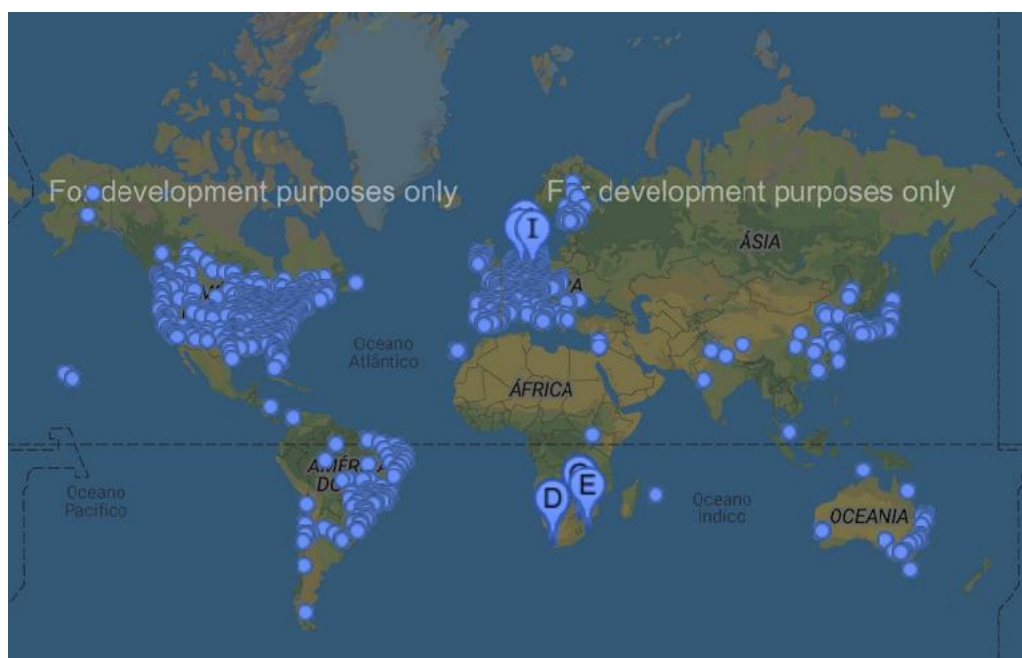 For development purposes only
For development purposes only
I
ÁSIA
Oceano
Atlântico
ÁFRICA
Oceano
Pacífico
D
E
Oceano
Índico
OCEANIA